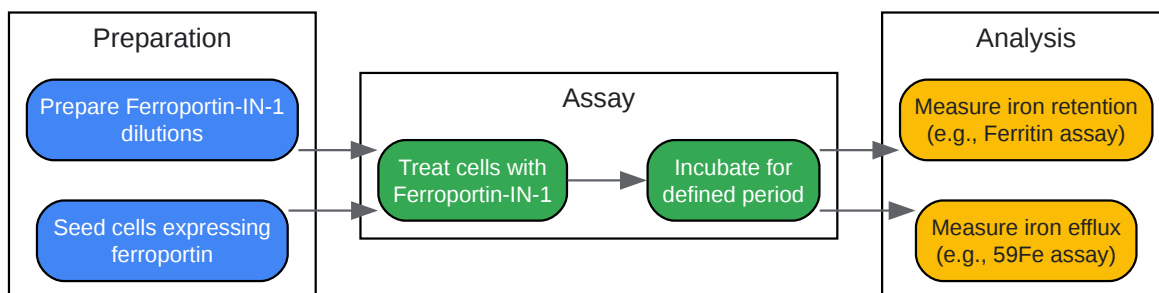 Preparation
Prepare Ferroportin-IN-1
dilutions
Seed cells expressing
ferroportin
Assay
Treat cells with
Ferroportin-IN-1
Incubate for
defined period
Analysis
Measure iron retention
(e.g., Ferritin assay)
Measure iron efflux
(e.g., 59Fe assay)